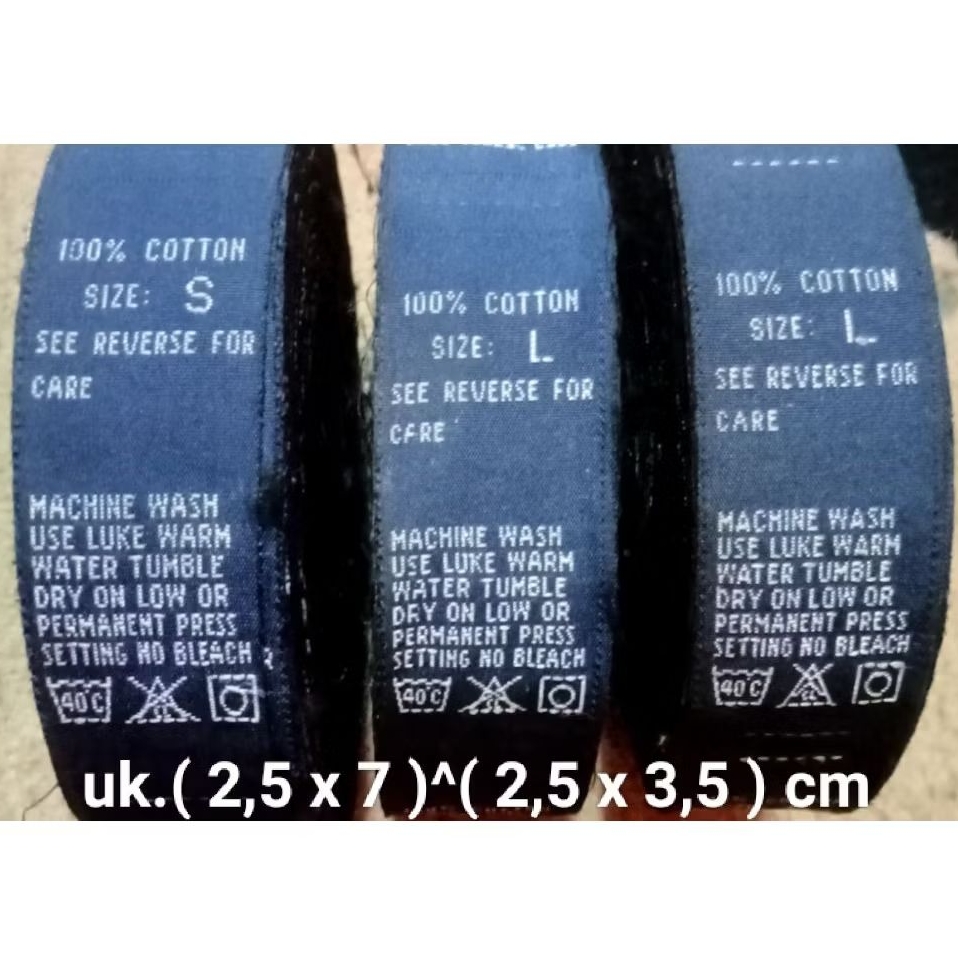 100% COTTON
SIZE: S
SEE REVERSE FOR
CARE
MACHINE WASH
USE LUKE WARM
WATER TUMBLE
DRY ON LOW OR
PERMANENT PRESS
SETTING NO BLEACH
40°C
100% COTTON
SIZE: L
SEE REVERSE FOR
CARE
MACHINE WASH
USE LUKE WARM
WATER TUMBLE
DRY ON LOW OR
PERMANENT PRESS
SETTING NO BLEACH
40°C
100% COTTON
SIZE: L
SEE REVERSE FOR
CARE
MACHINE WASH
USE LUKE WARM
WATER TUMBLE
DRY ON LOW OR
PERMANENT PRESS
SETTING NO BLEACH
40°C
uk.( 2,5 x 7 )^( 2,5 x 3,5 ) cm